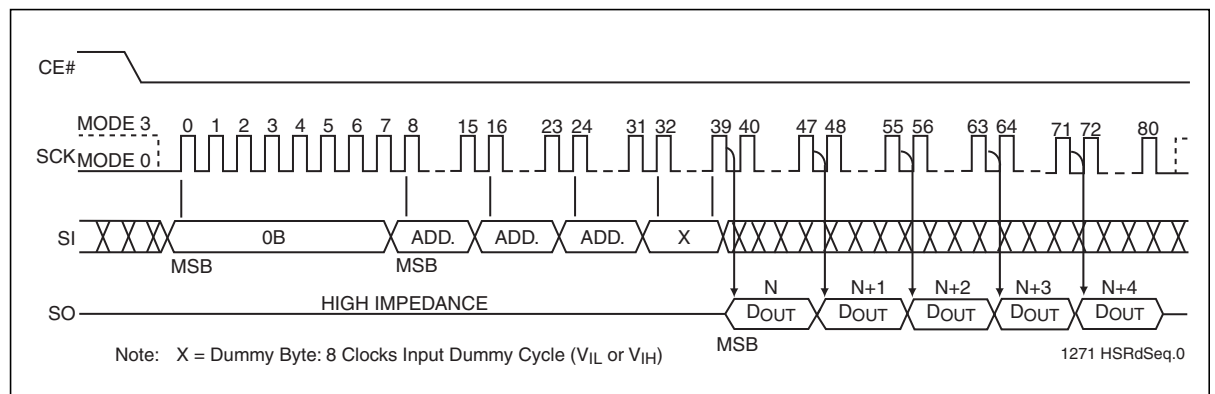 CE#
MODE 3
0 1 2 3 4 5 6 7 8 15 16 23 24 31 32 39 40 47 48 55 56 63 64 71 72 80
SCK
MODE 0
SI
0B
ADD.
ADD.
ADD.
X
MSB
MSB
N
N+1
N+2
N+3
N+4
SO
HIGH IMPEDANCE
DOUT
DOUT
DOUT
DOUT
DOUT
MSB
Note: X = Dummy Byte: 8 Clocks Input Dummy Cycle (VIL or VIH)
1271 HSRdSeq.0